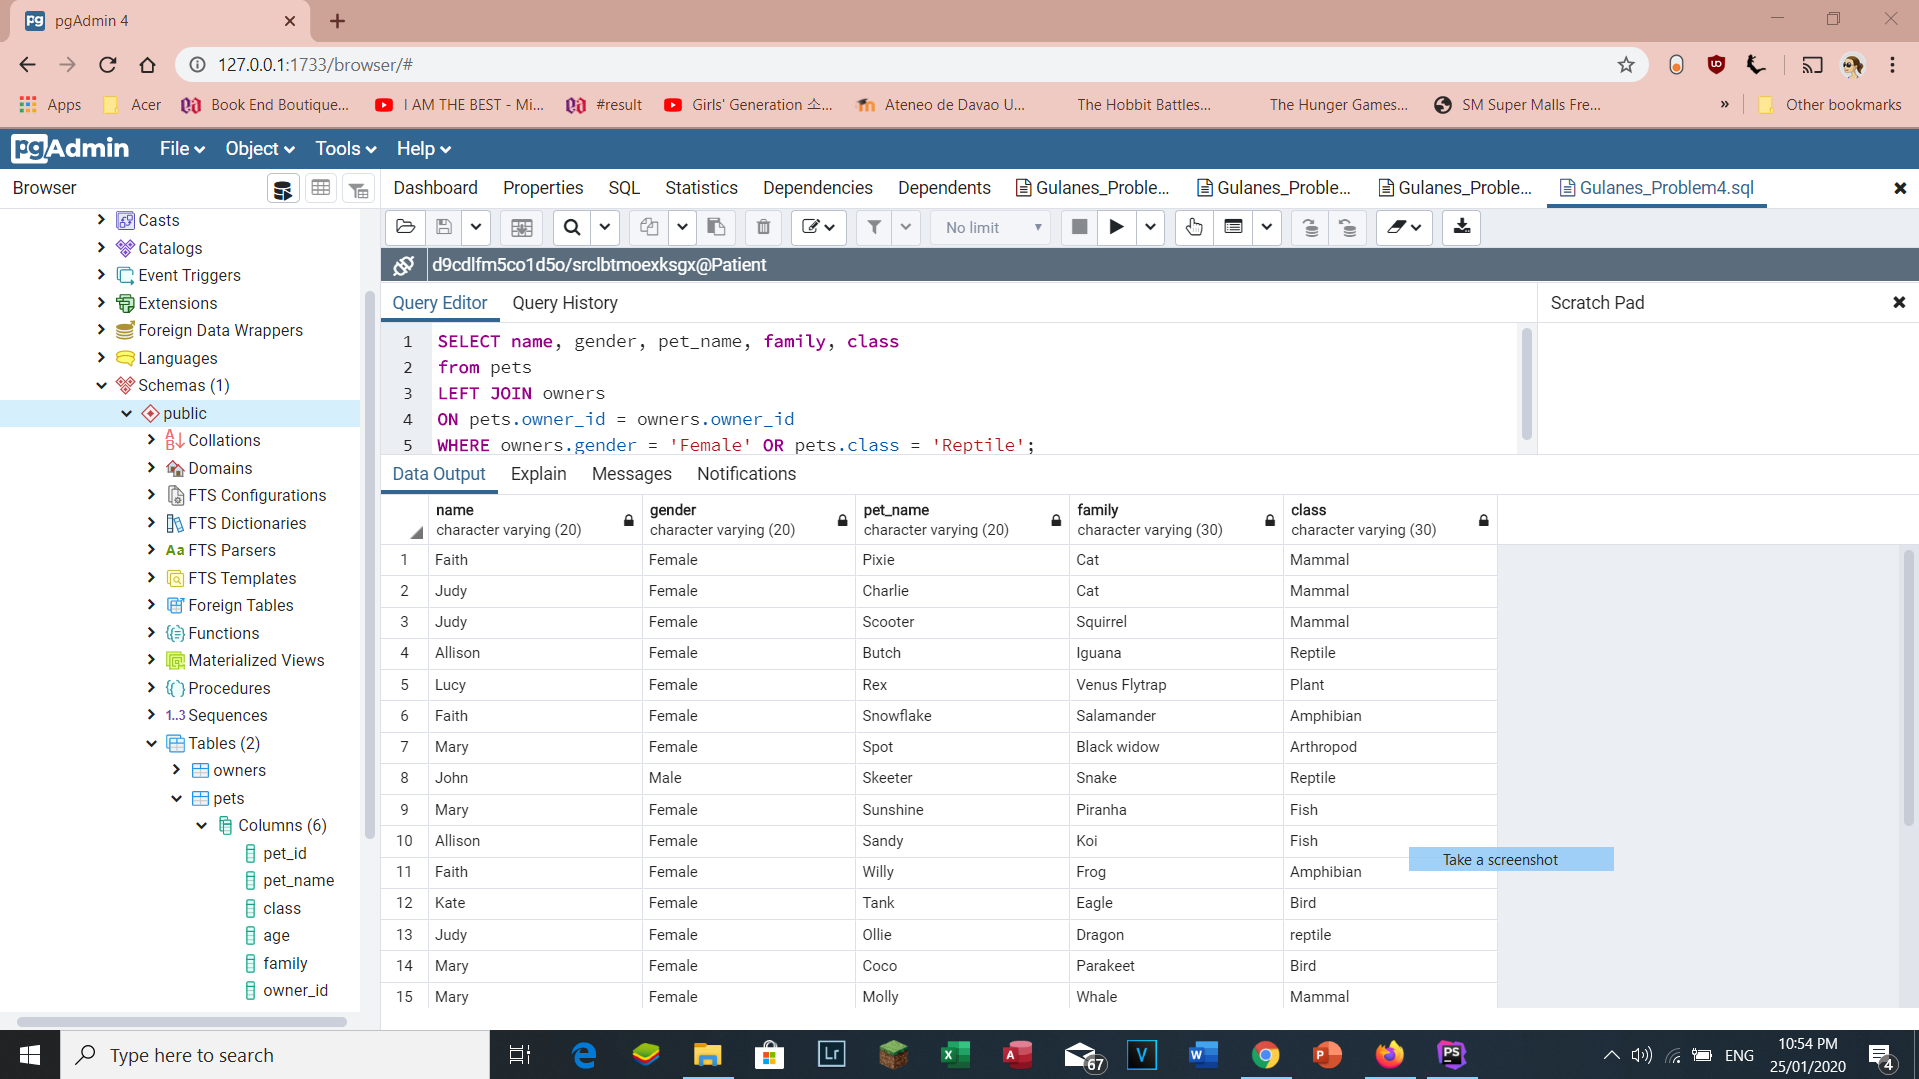 pgAdmin 4
127.0.0.1:1733/browser/#
Apps
Acer
Book End Boutique...
I AM THE BEST - Mi...
#result
Girls' Generation 소...
Ateneo de Davao U...
The Hobbit Battles...
The Hunger Games...
SM Super Malls Fre...
»
Other bookmarks
pgAdmin
File
Object
Tools
Help
Browser
Dashboard
Properties
SQL
Statistics
Dependencies
Dependents
Gulanes_Proble...
Gulanes_Proble...
Gulanes_Proble...
Gulanes_Problem4.sql
No limit
d9cdlfm5co1d5o/srclbtmoexksgx@Patient
Query Editor
Query History
Scratch Pad
1 SELECT name, gender, pet_name, family, class
2 from pets
3 LEFT JOIN owners
4 ON pets.owner_id = owners.owner_id
5 WHERE owners.gender = 'Female' OR pets.class = 'Reptile';
Casts
Catalogs
Event Triggers
Extensions
Foreign Data Wrappers
Languages
Schemas (1)
public
Collations
Domains
FTS Configurations
FTS Dictionaries
Aa FTS Parsers
FTS Templates
Foreign Tables
Functions
Materialized Views
Procedures
1..3 Sequences
Tables (2)
owners
pets
Columns (6)
pet_id
pet_name
class
age
family
owner_id
Data Output
Explain
Messages
Notifications
name gender pet_name family class
character varying (20) character varying (20) character varying (20) character varying (30) character varying (30)
1 Faith Female Pixie Cat Mammal
2 Judy Female Charlie Cat Mammal
3 Judy Female Scooter Squirrel Mammal
4 Allison Female Butch Iguana Reptile
5 Lucy Female Rex Venus Flytrap Plant
6 Faith Female Snowflake Salamander Amphibian
7 Mary Female Spot Black widow Arthropod
8 John Male Skeeter Snake Reptile
9 Mary Female Sunshine Piranha Fish
10 Allison Female Sandy Koi Fish
11 Faith Female Willy Frog Amphibian
12 Kate Female Tank Eagle Bird
13 Judy Female Ollie Dragon reptile
14 Mary Female Coco Parakeet Bird
15 Mary Female Molly Whale Mammal
Take a screenshot
Type here to search
Lr
67
V
PS
ENG
10:54 PM
25/01/2020
4